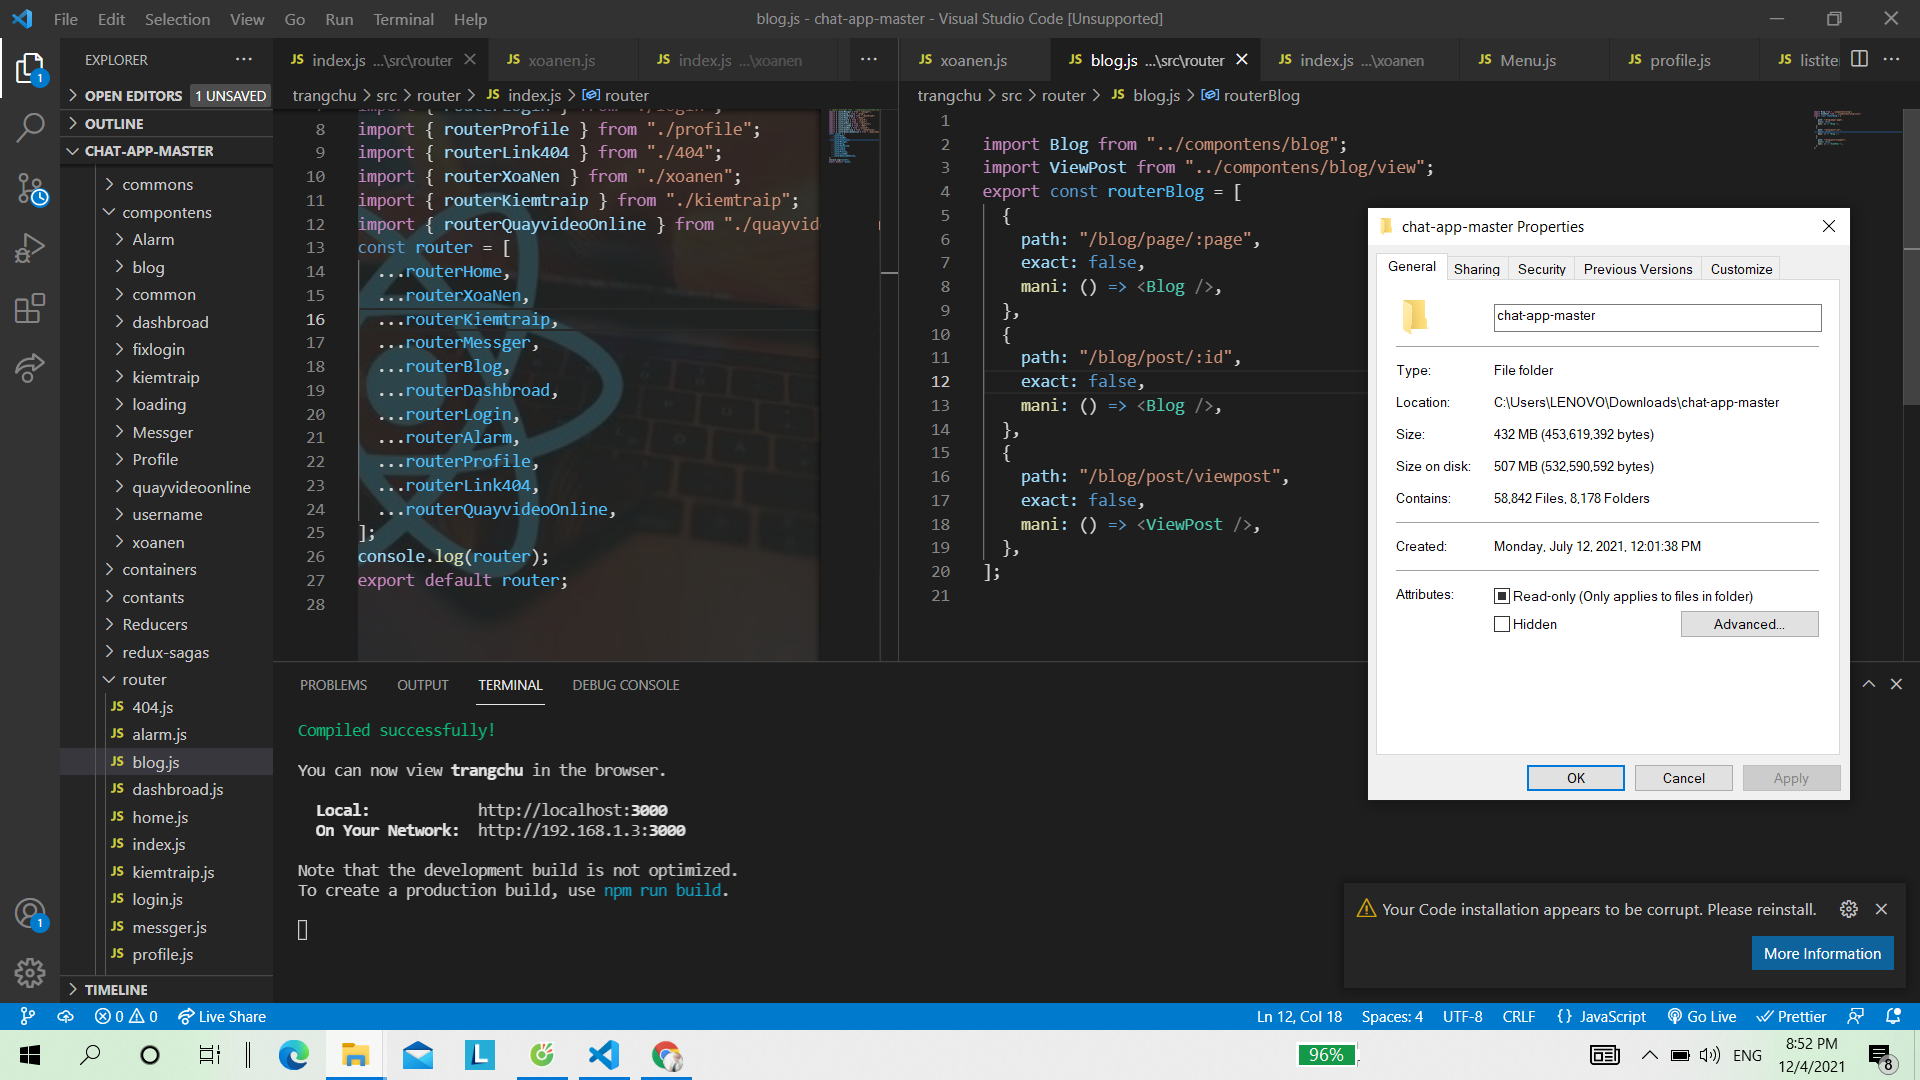 File Edit Selection View Go Run Terminal Help
blog.js - chat-app-master - Visual Studio Code [Unsupported]
EXPLORER
OPEN EDITORS 1 UNSAVED
OUTLINE
CHAT-APP-MASTER
commons
compontens
Alarm
blog
common
dashbroad
fixlogin
kiemtraip
loading
Messger
Profile
quayvideoonline
username
xoanen
containers
contants
Reducers
redux-sagas
router
JS 404.js
JS alarm.js
JS blog.js
JS dashbroad.js
JS home.js
JS index.js
JS kiemtraip.js
JS login.js
JS messger.js
JS profile.js
TIMELINE
JS index.js ...\src\router
JS xoanen.js
JS index.js ...\xoanen
trangchu > src > router > JS index.js > router
8 import { routerProfile } from "./profile";
9 import { routerLink404 } from "./404";
10 import { routerXoaNen } from "./xoanen";
11 import { routerKiemtraip } from "./kiemtraip";
12 import { routerQuayvideoOnline } from "./quayvid
13 const router = [
14 ...routerHome,
15 ...routerXoaNen,
16 ...routerKiemtraip,
17 ...routerMessger,
18 ...routerBlog,
19 ...routerDashbroad,
20 ...routerLogin,
21 ...routerAlarm,
22 ...routerProfile,
23 ...routerLink404,
24 ...routerQuayvideoOnline,
25 ];
26 console.log(router);
27 export default router;
28
JS xoanen.js
JS blog.js ...\src\router
JS index.js ...\xoanen
JS Menu.js
JS profile.js
JS listite
trangchu > src > router > JS blog.js > routerBlog
1
2 import Blog from "../compontens/blog";
3 import ViewPost from "../compontens/blog/view";
4 export const routerBlog = [
5 {
6 path: "/blog/page/:page",
7 exact: false,
8 mani: () => <Blog />,
9 },
10 {
11 path: "/blog/post/:id",
12 exact: false,
13 mani: () => <Blog />,
14 },
15 {
16 path: "/blog/post/viewpost",
17 exact: false,
18 mani: () => <ViewPost />,
19 },
20 ];
21
chat-app-master Properties
General Sharing Security Previous Versions Customize
chat-app-master
Type: File folder
Location: C:\Users\LENOVO\Downloads\chat-app-master
Size: 432 MB (453,619,392 bytes)
Size on disk: 507 MB (532,590,592 bytes)
Contains: 58,842 Files, 8,178 Folders
Created: Monday, July 12, 2021, 12:01:38 PM
Attributes: Read-only (Only applies to files in folder)
Hidden Advanced...
OK Cancel Apply
PROBLEMS OUTPUT TERMINAL DEBUG CONSOLE
Compiled successfully!
You can now view trangchu in the browser.
Local: http://localhost:3000
On Your Network: http://192.168.1.3:3000
Note that the development build is not optimized.
To create a production build, use npm run build.
Your Code installation appears to be corrupt. Please reinstall.
More Information
0 0 Live Share
Ln 12, Col 18 Spaces: 4 UTF-8 CRLF {} JavaScript Go Live Prettier
96% ENG
8:52 PM
12/4/2021
8
1
1
L